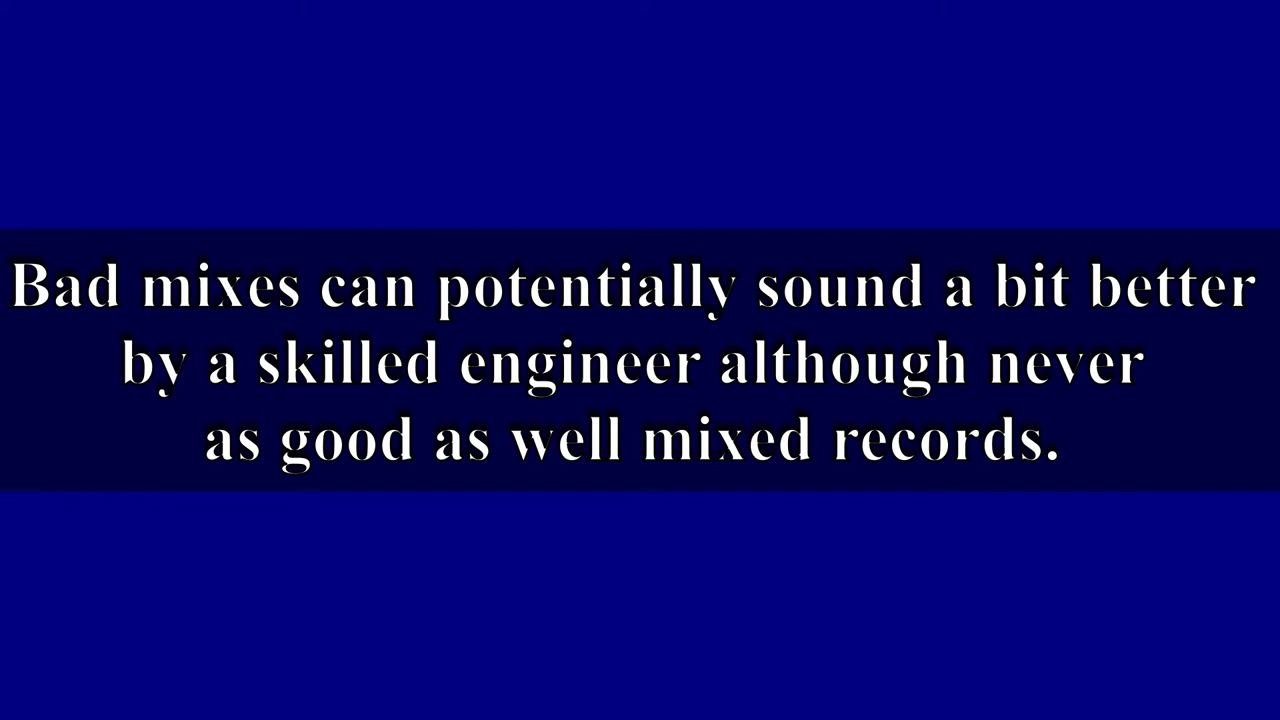 Bad mixes can potentially sound a bit better
by a skilled engineer although never
as good as well mixed records.